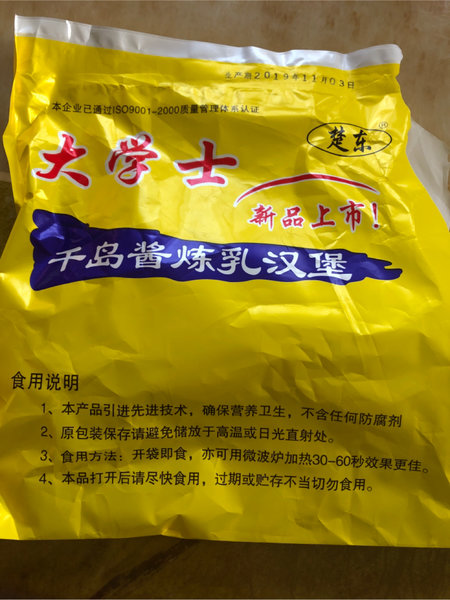 生产期2019年11月03日
本企业已通过ISO9001-2000质量管理体系认证
楚东®
大学士
新品上市!
千岛酱炼乳汉堡
食用说明
1、本产品引进先进技术，确保营养卫生，不含任何防腐剂
2、原包装保存请避免储放于高温或日光直射处。
3、食用方法：开袋即食，亦可用微波炉加热30-60秒效果更佳。
4、本品打开后请尽快食用，过期或贮存不当切勿食用。